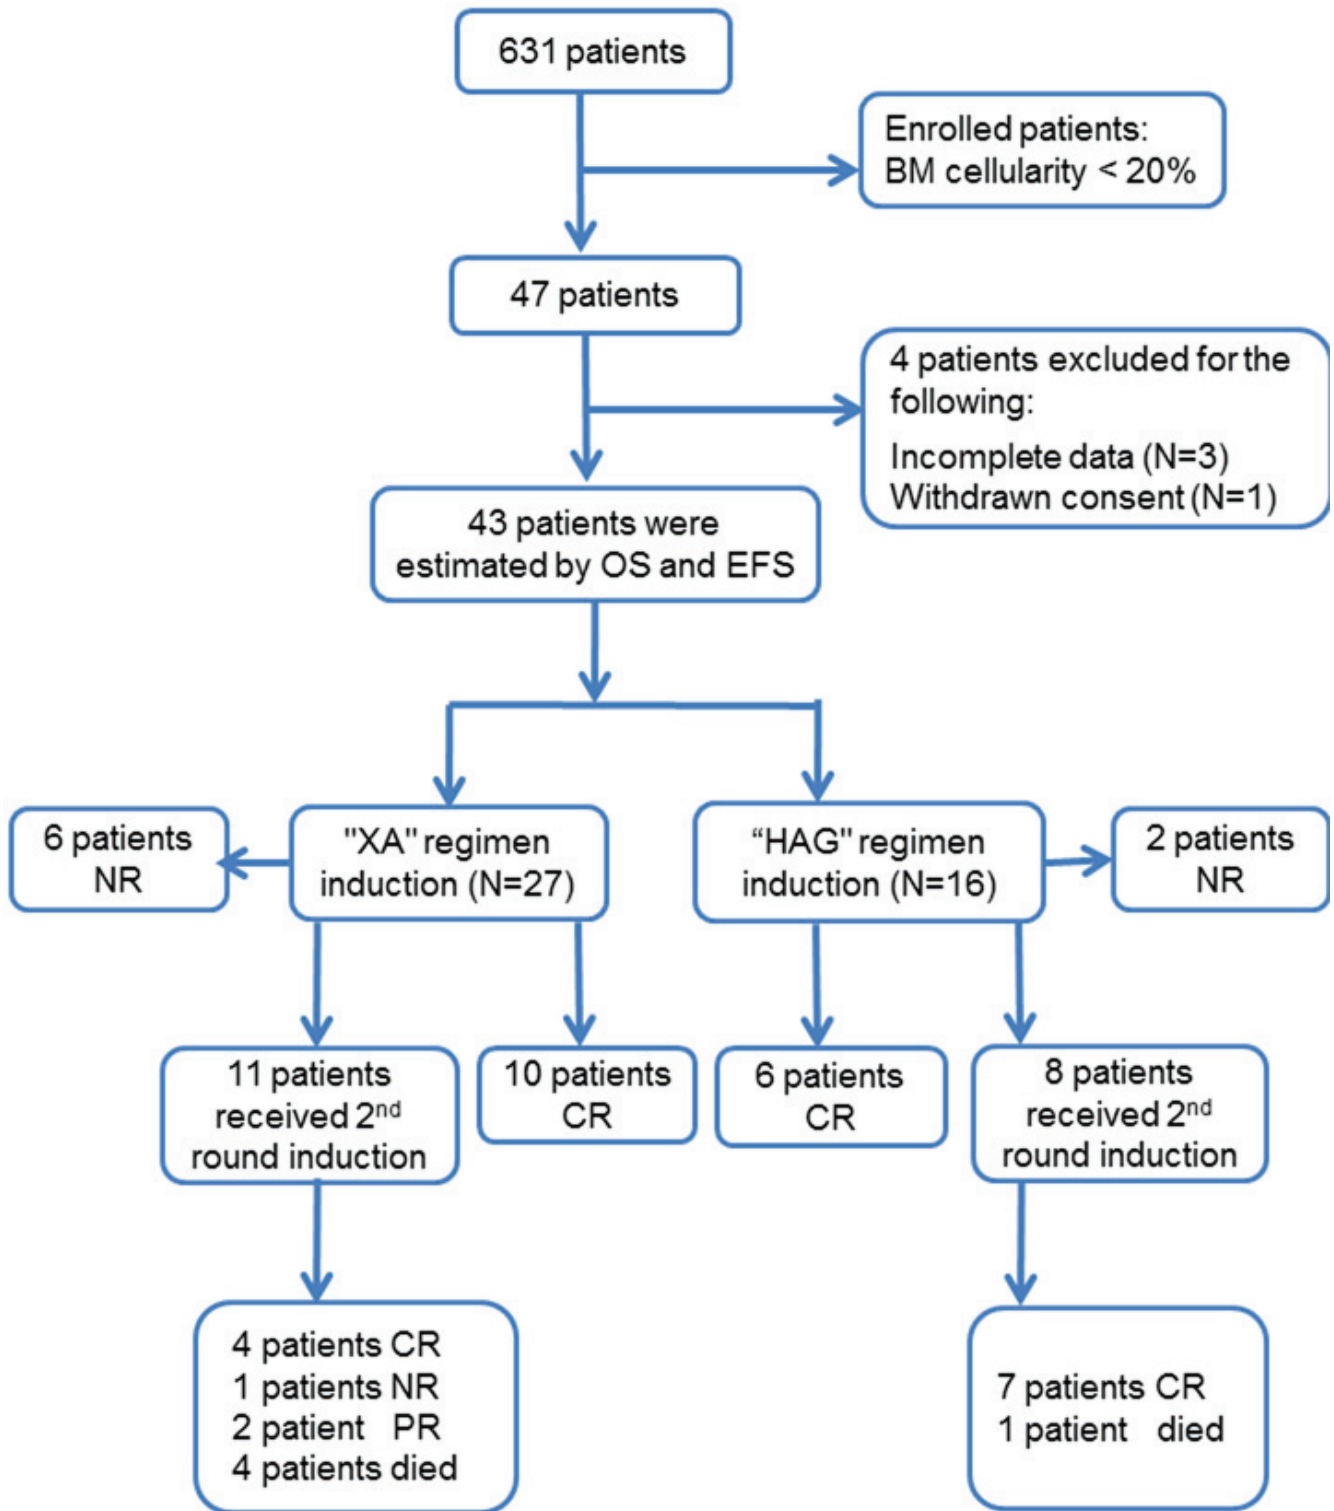 631 patients
Enrolled patients:
BM cellularity < 20%
47 patients
4 patients excluded for the
following:
Incomplete data (N=3)
Withdrawn consent (N=1)
43 patients were
estimated by OS and EFS
6 patients
NR
"XA" regimen
induction (N=27)
“HAG" regimen
induction (N=16)
2 patients
NR
11 patients
received 2nd
round induction
10 patients
CR
6 patients
CR
8 patients
received 2nd
round induction
4 patients CR
1 patients NR
2 patient PR
4 patients died
7 patients CR
1 patient died